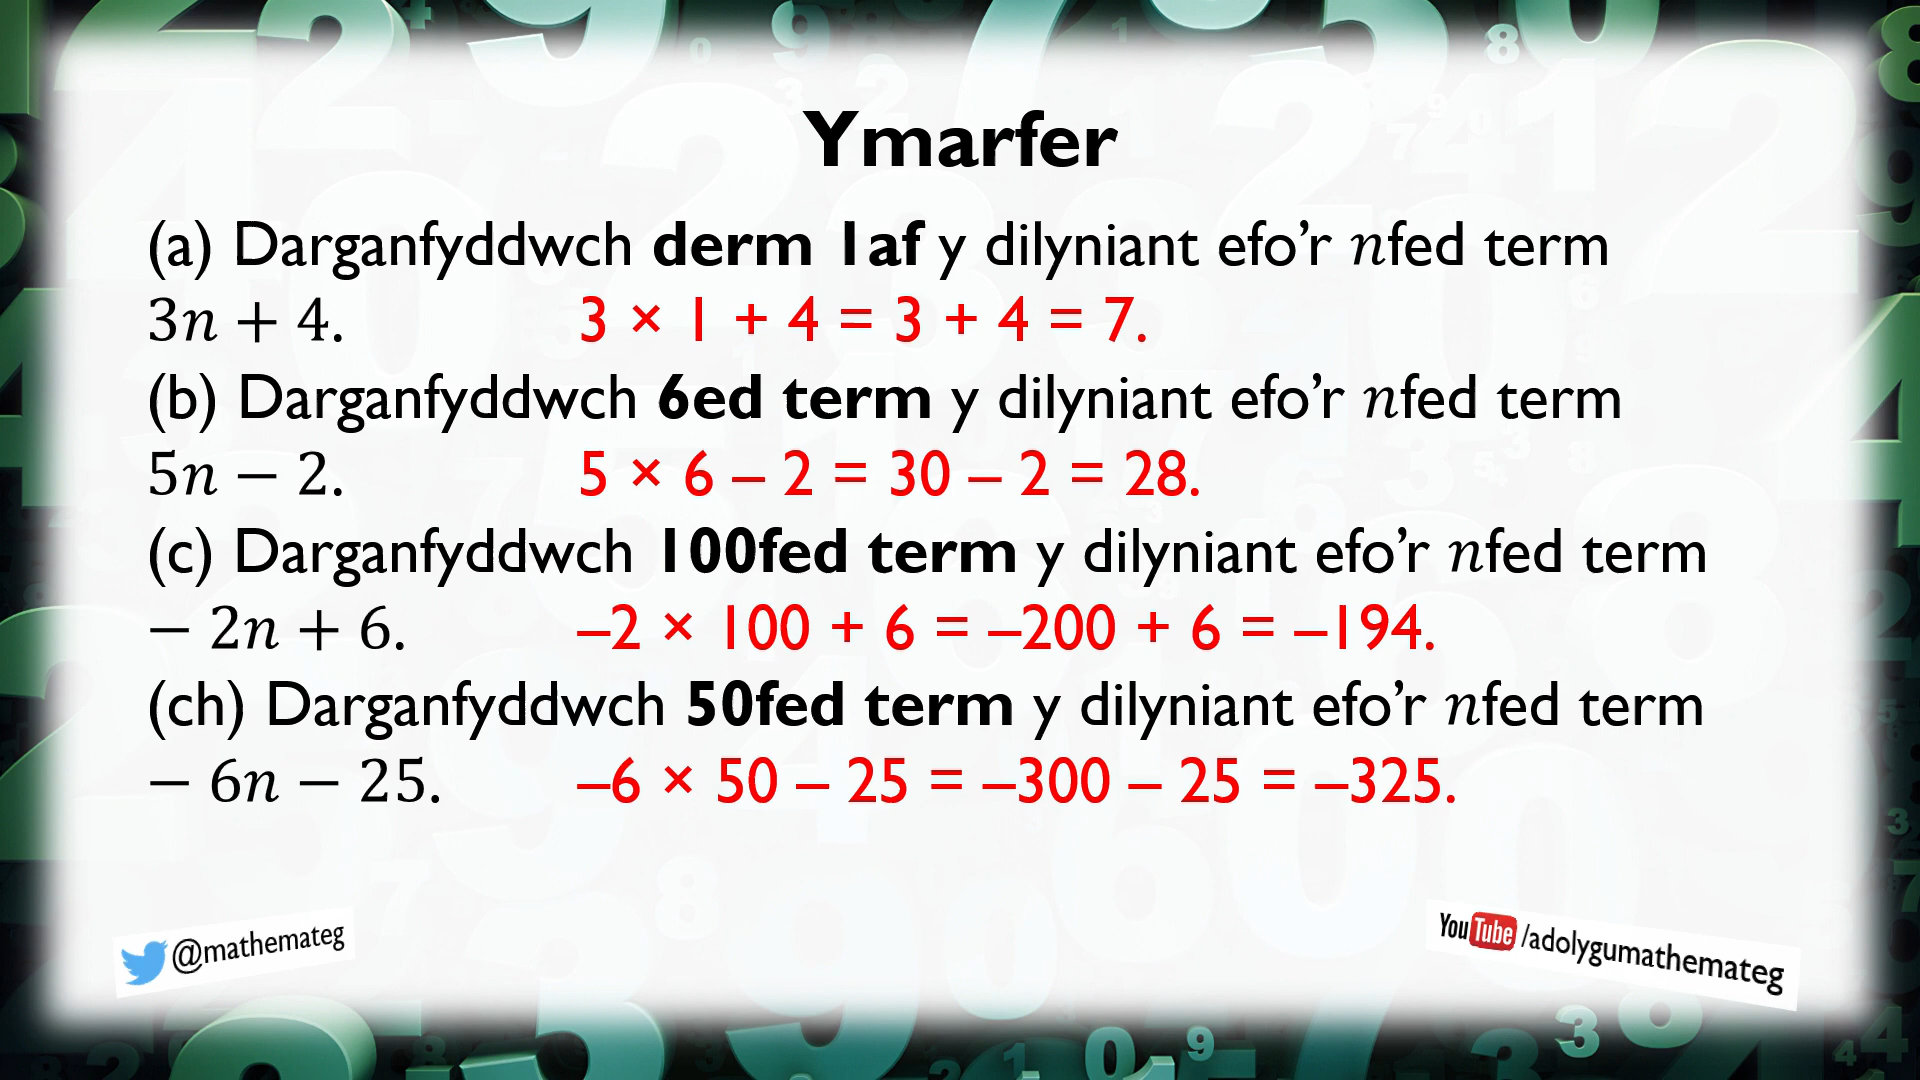 Ymarfer
(a) Darganfyddwch derm 1af y dilyniant efo’r nfed term
3n + 4. 3 × 1 + 4 = 3 + 4 = 7.
(b) Darganfyddwch 6ed term y dilyniant efo’r nfed term
5n − 2. 5 × 6 – 2 = 30 – 2 = 28.
(c) Darganfyddwch 100fed term y dilyniant efo’r nfed term
− 2n + 6. –2 × 100 + 6 = –200 + 6 = –194.
(ch) Darganfyddwch 50fed term y dilyniant efo’r nfed term
− 6n − 25. –6 × 50 – 25 = –300 – 25 = –325.
@mathemateg
YouTube /adolygumathemateg